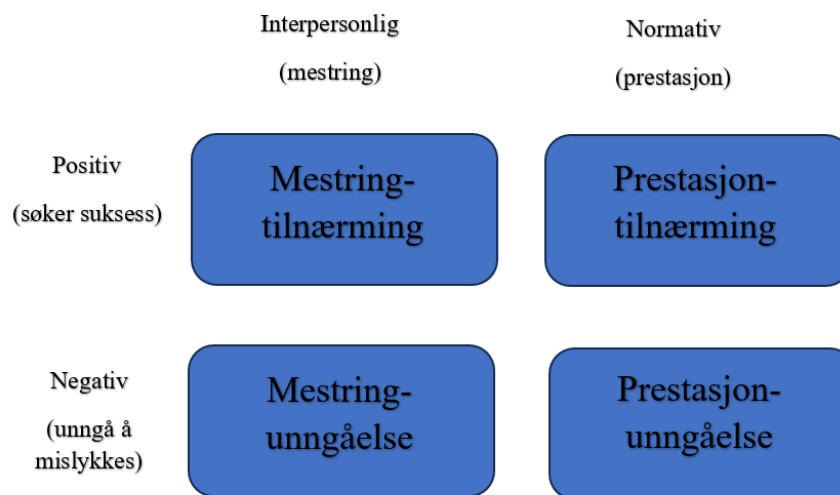 Interpersonlig
(mestring)
Normativ
(prestasjon)
Positiv
(søker suksess)
Mestring-
tilnærming
Prestasjon-
tilnærming
Negativ
(unngå å
mislykkes)
Mestring-
unngåelse
Prestasjon-
unngåelse